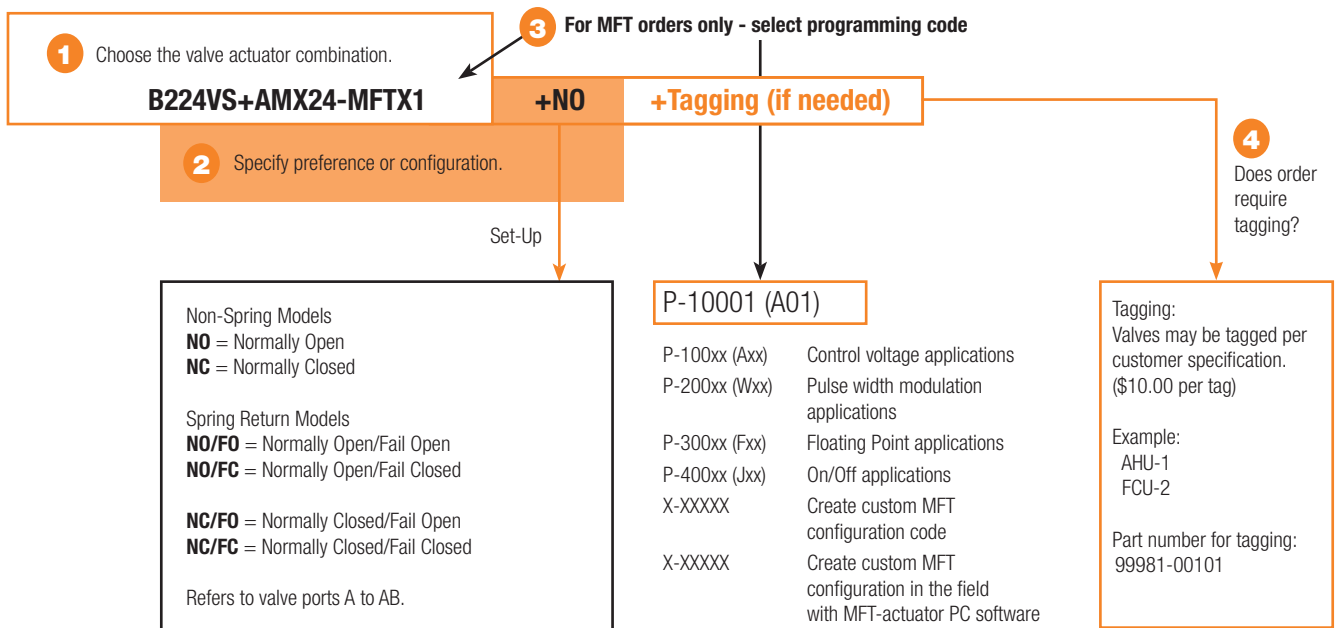 1 Choose the valve actuator combination.
3 For MFT orders only - select programming code
B224VS+AMX24-MFTX1 +NO +Tagging (if needed)
2 Specify preference or configuration.
4
Does order
require
tagging?
Set-Up
Non-Spring Models
NO = Normally Open
NC = Normally Closed
Spring Return Models
NO/FO = Normally Open/Fail Open
NO/FC = Normally Open/Fail Closed
NC/FO = Normally Closed/Fail Open
NC/FC = Normally Closed/Fail Closed
Refers to valve ports A to AB.
P-10001 (A01)
P-100xx (Axx) Control voltage applications
P-200xx (Wxx) Pulse width modulation
applications
P-300xx (Fxx) Floating Point applications
P-400xx (Jxx) On/Off applications
X-XXXXX Create custom MFT
configuration code
X-XXXXX Create custom MFT
configuration in the field
with MFT-actuator PC software
Tagging:
Valves may be tagged per
customer specification.
($10.00 per tag)
Example:
AHU-1
FCU-2
Part number for tagging:
99981-00101